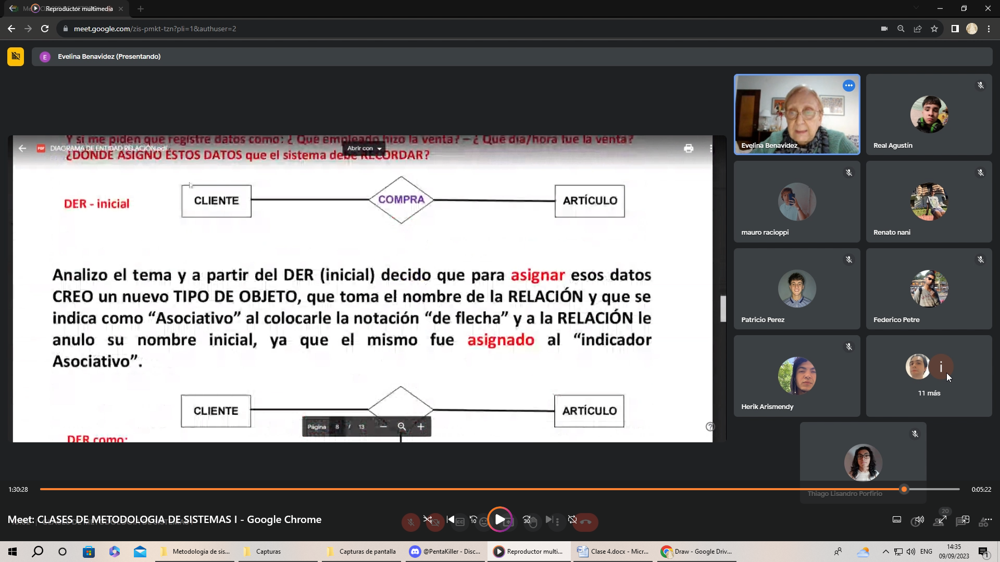 Reproductor multimedia
meet.google.com/zis-pmkt-tzn?pli=1&authuser=2
E Evelina Benavidez (Presentando)
Y si me piden que registre datos como: ¿ Qué empleado hizo la venta? – ¿ Qué día/hora fue la venta?
PDF DIAGRAMA DE ENTIDAD RELACIÓN.pdf
Abrir con
¿DÓNDE ASIGNO ESTOS DATOS que el sistema debe RECORDAR?
DER - inicial
CLIENTE
COMPRA
ARTÍCULO
Analizo el tema y a partir del DER (inicial) decido que para asignar esos datos
CREO un nuevo TIPO DE OBJETO, que toma el nombre de la RELACIÓN y que se
indica como “Asociativo” al colocarle la notación “de flecha” y a la RELACIÓN le
anulo su nombre inicial, ya que el mismo fue asignado al “indicador
Asociativo”.
CLIENTE
ARTÍCULO
Página 8 / 13
DER como:
Evelina Benavidez
Real Agustín
mauro racioppi
Renato nani
Patricio Perez
Federico Petre
Herik Arismendy
i
11 más
Thiago Lisandro Porfirio
1:30:28
0:05:22
Meet: CLASES DE METODOLOGIA DE SISTEMAS I - Google Chrome
10
30
20
Metodologia de sis...
Capturas
Capturas de pantalla
@PentaKiller - Disc...
Reproductor multi...
Clase 4.docx - Micr...
Draw - Google Driv...
ENG
14:35
09/09/2023
1